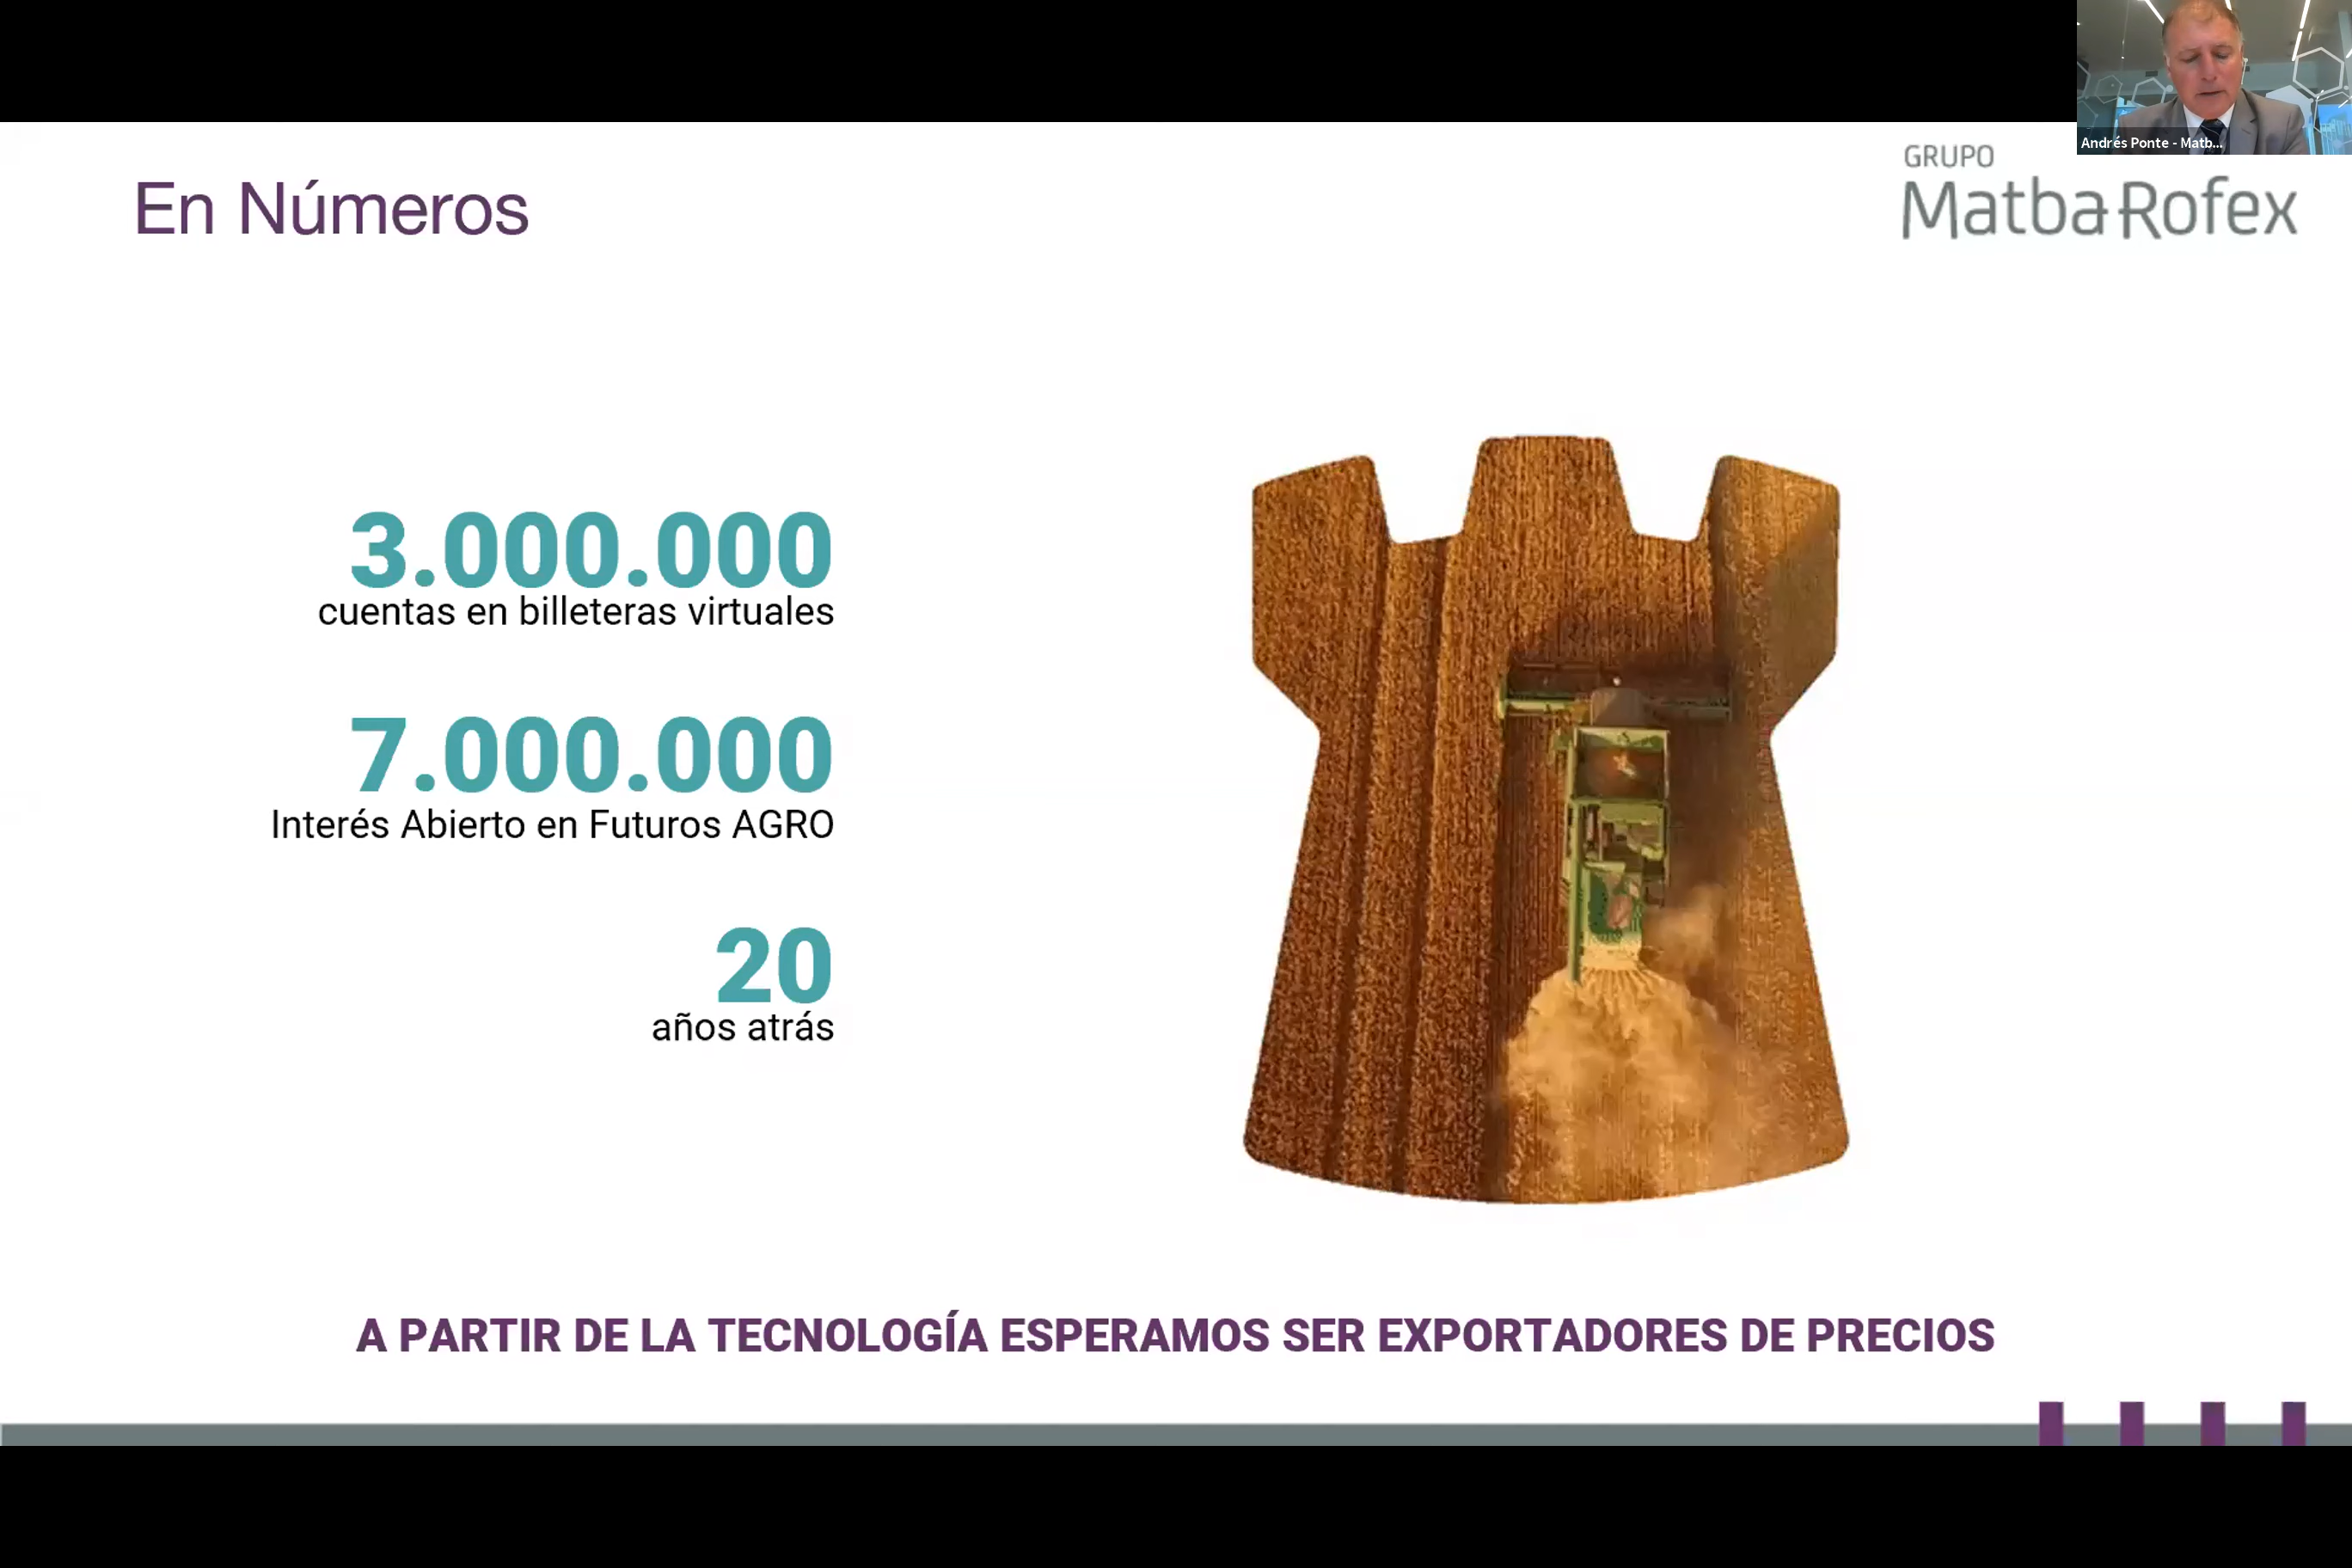 Andrés Ponte - Matb...
GRUPO
MatbaRofex
En Números
3.000.000
cuentas en billeteras virtuales
7.000.000
Interés Abierto en Futuros AGRO
20
años atrás
A PARTIR DE LA TECNOLOGÍA ESPERAMOS SER EXPORTADORES DE PRECIOS